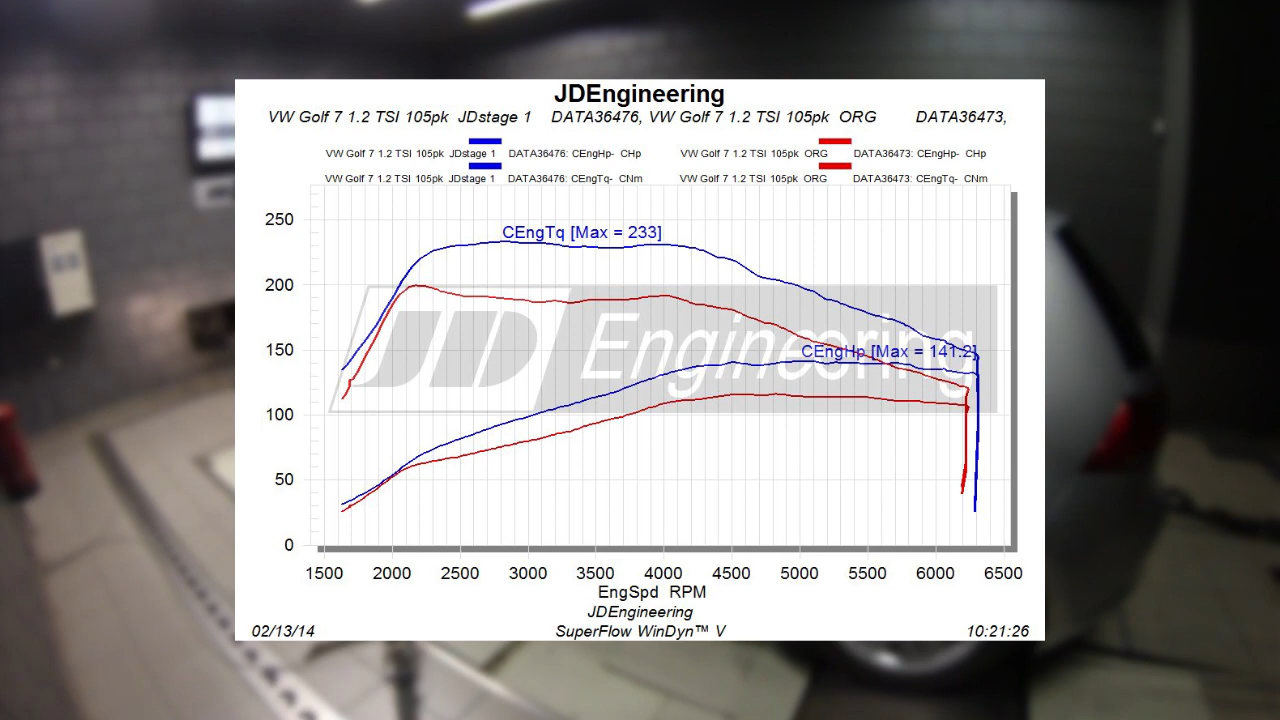 JDEngineering
VW Golf 7 1.2 TSI 105pk JDstage 1 DATA36476, VW Golf 7 1.2 TSI 105pk ORG DATA36473,
VW Golf 7 1.2 TSI 105pk JDstage 1 DATA36476: CEngHp- CHp VW Golf 7 1.2 TSI 105pk ORG DATA36473: CEngHp- CHp
VW Golf 7 1.2 TSI 105pk JDstage 1 DATA36476: CEngTq- CNm VW Golf 7 1.2 TSI 105pk ORG DATA36473: CEngTq- CNm
250
CEngTq [Max = 233]
200
JD Engineering
150
CEngHp [Max = 141.2]
100
50
0
1500 2000 2500 3000 3500 4000 4500 5000 5500 6000 6500
EngSpd RPM
JDEngineering
02/13/14 SuperFlow WinDyn™ V 10:21:26